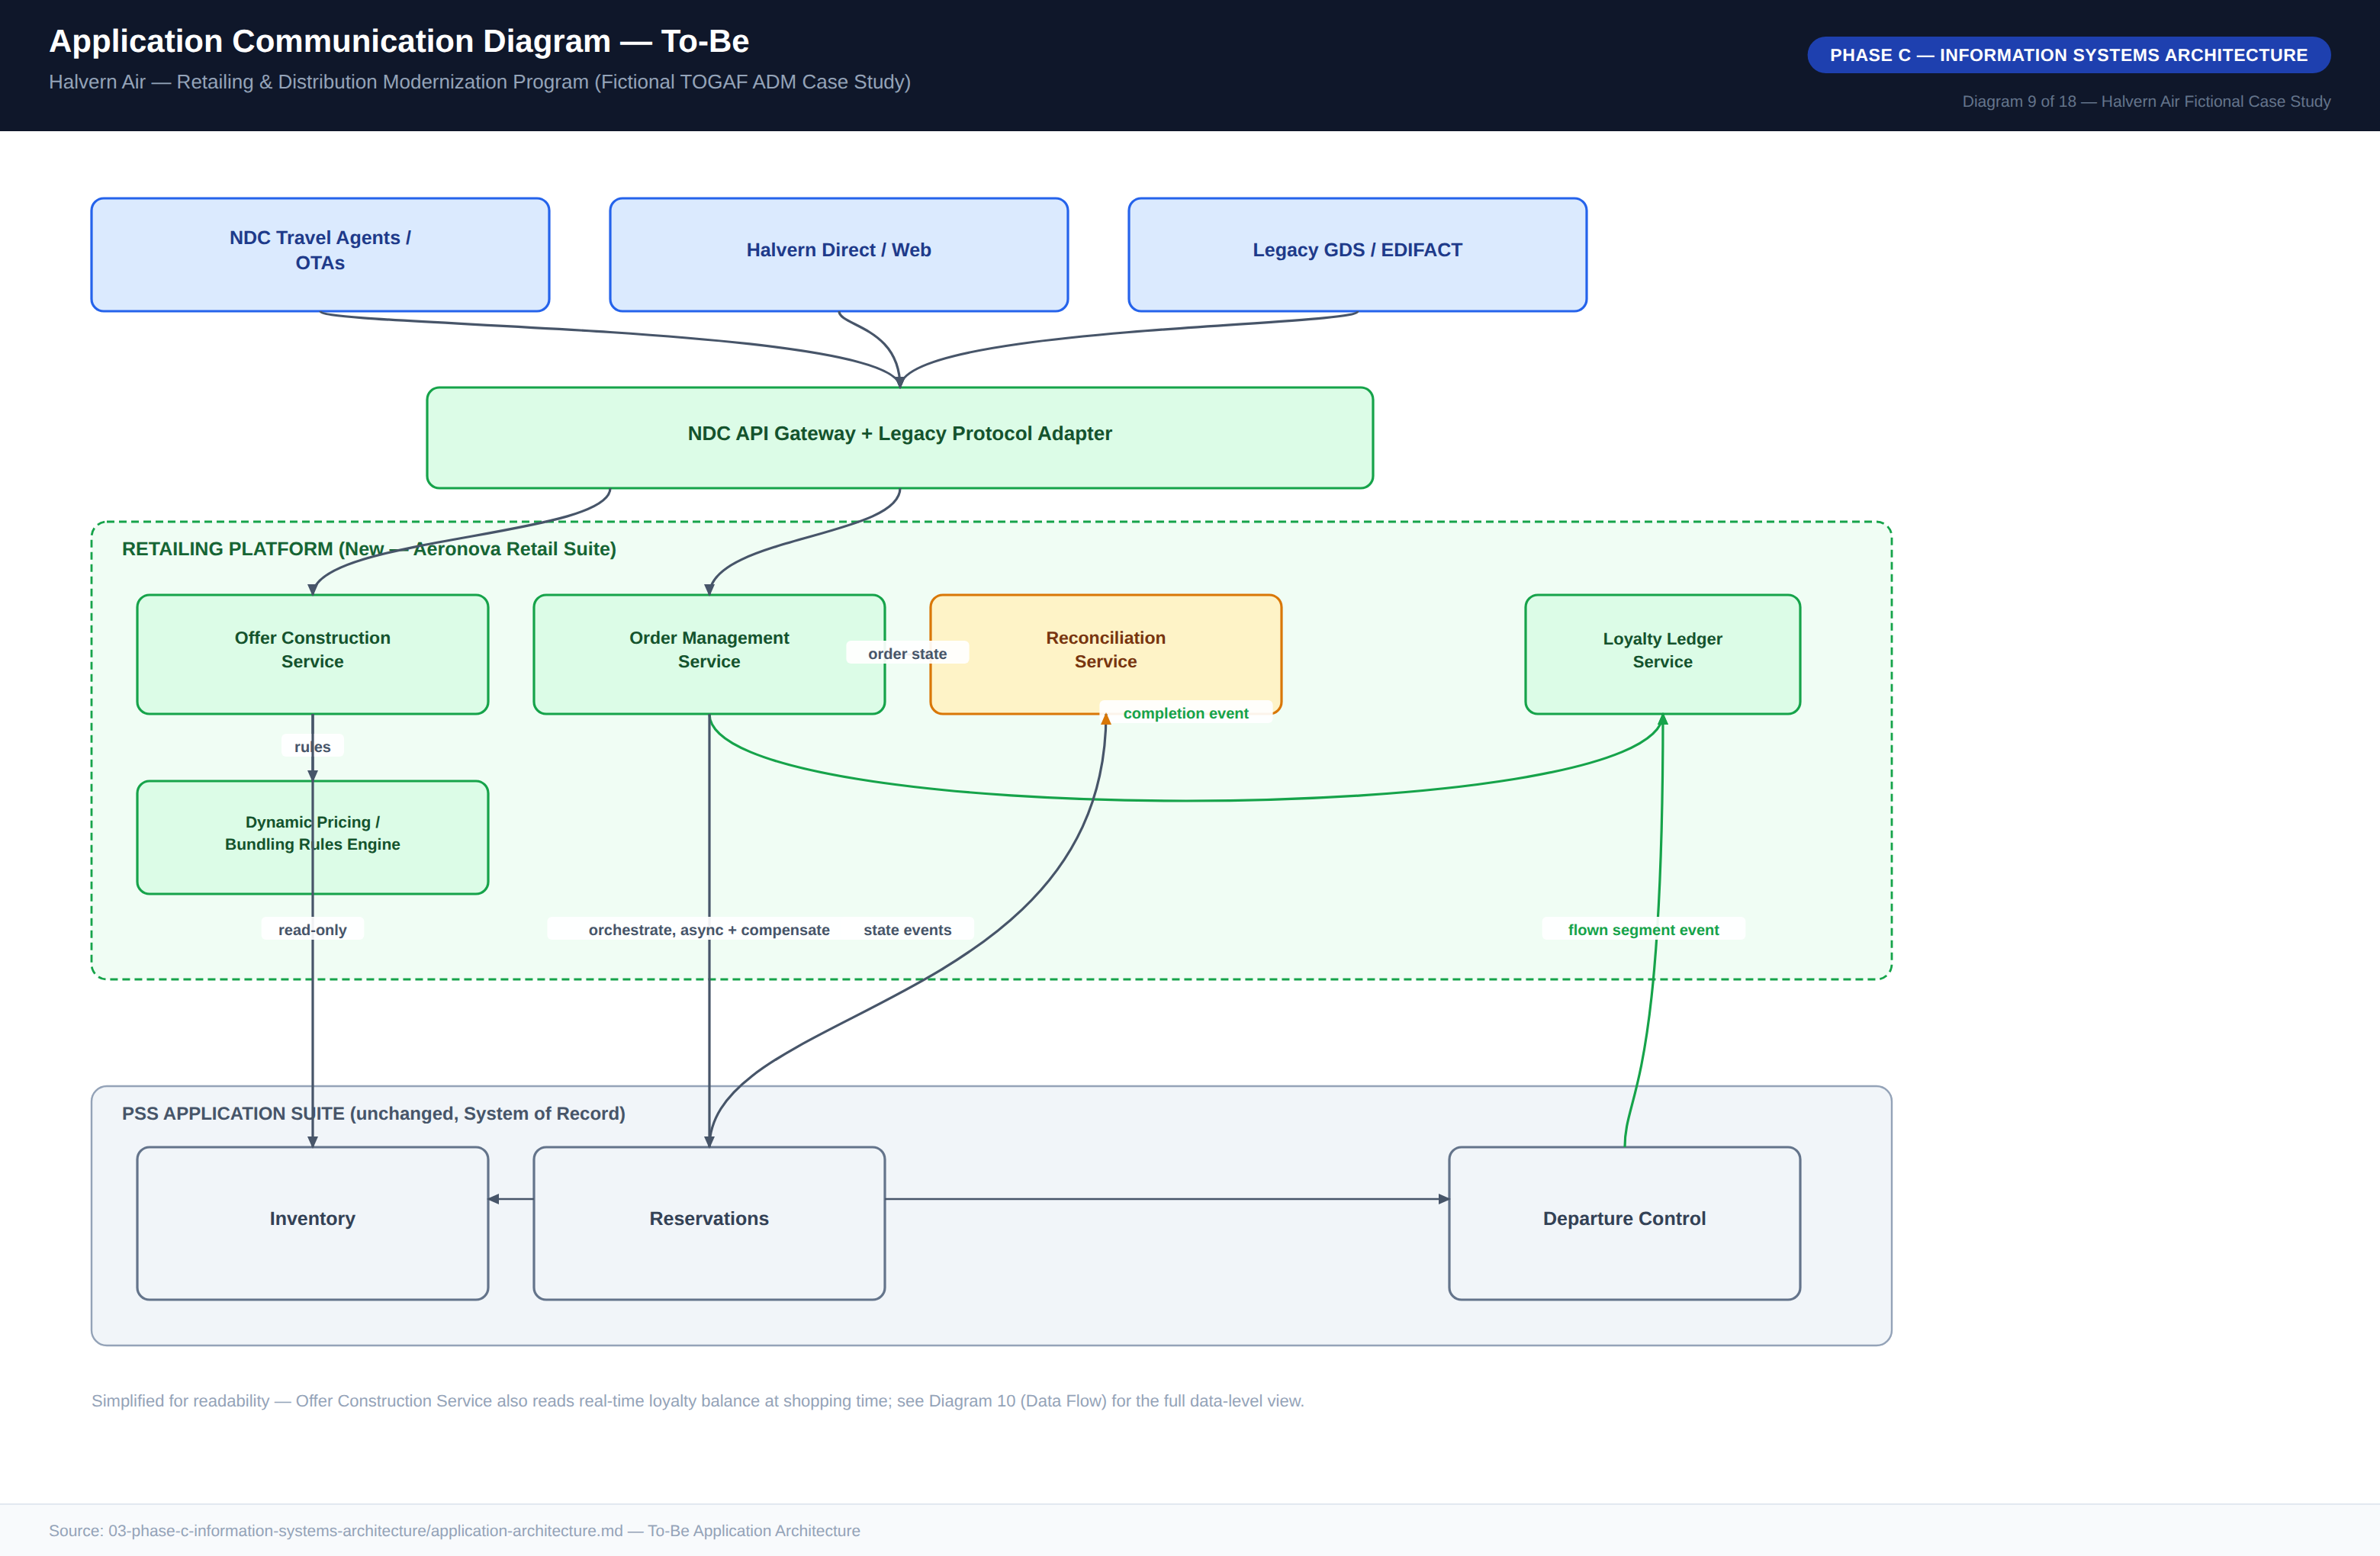 Application Communication Diagram — To-Be
Halvern Air — Retailing & Distribution Modernization Program (Fictional TOGAF ADM Case Study)
PHASE C — INFORMATION SYSTEMS ARCHITECTURE
Diagram 9 of 18 — Halvern Air Fictional Case Study
NDC Travel Agents /
OTAs
Halvern Direct / Web
Legacy GDS / EDIFACT
NDC API Gateway + Legacy Protocol Adapter
RETAILING PLATFORM (New — Aeronova Retail Suite)
Offer Construction
Service
Order Management
Service
order state
Reconciliation
Service
Loyalty Ledger
Service
completion event
rules
Dynamic Pricing /
Bundling Rules Engine
read-only
orchestrate, async + compensate
state events
flown segment event
PSS APPLICATION SUITE (unchanged, System of Record)
Inventory
Reservations
Departure Control
Simplified for readability — Offer Construction Service also reads real-time loyalty balance at shopping time; see Diagram 10 (Data Flow) for the full data-level view.
Source: 03-phase-c-information-systems-architecture/application-architecture.md — To-Be Application Architecture